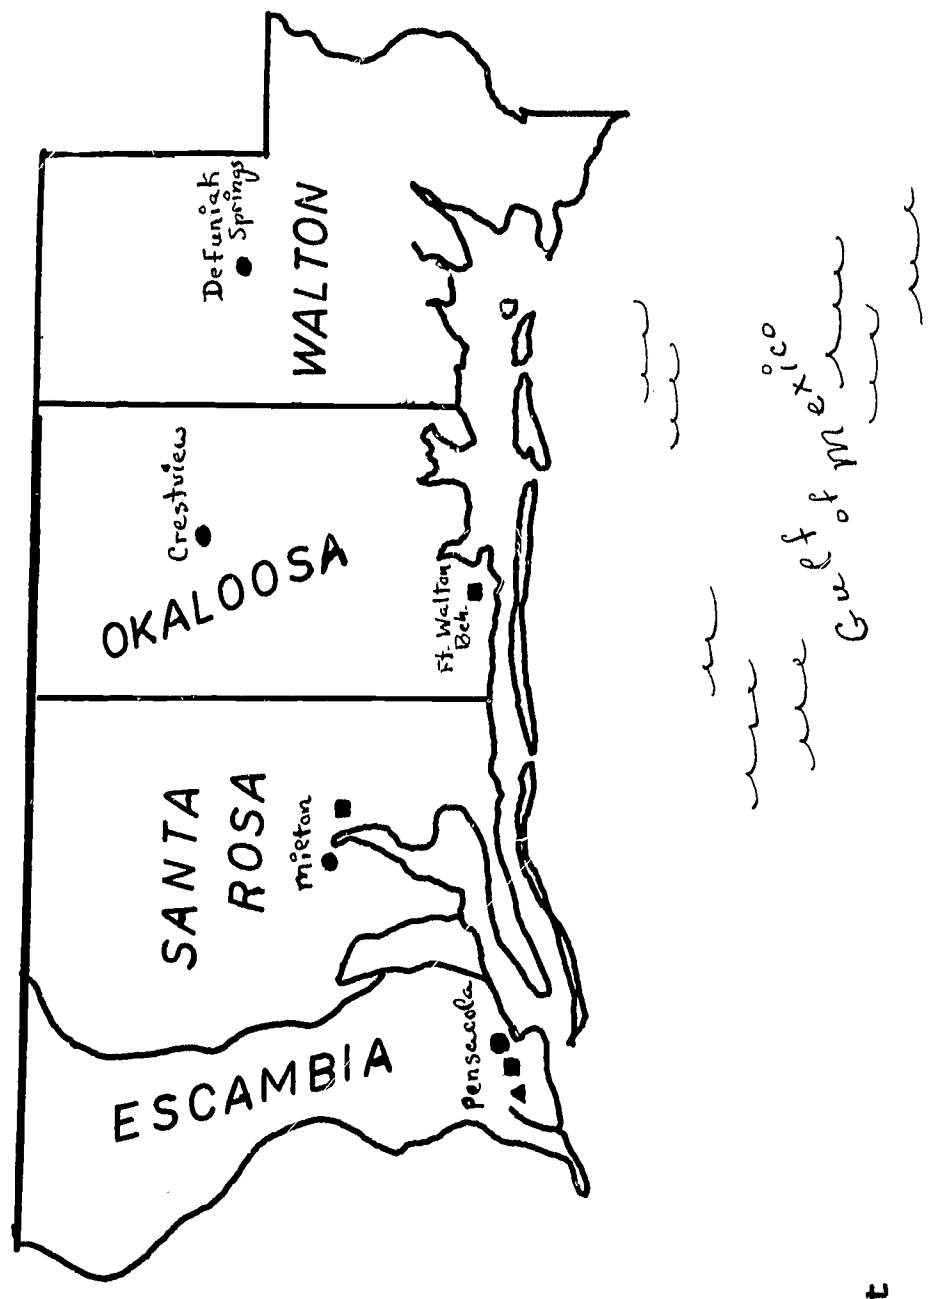 ESCAMBIA
Pensacola
SANTA
ROSA
Milton
OKALOOSA
Crestview
Ft. Walton
Bch.
WALTON
Defuniak
Springs
Gulf of Mexico
t